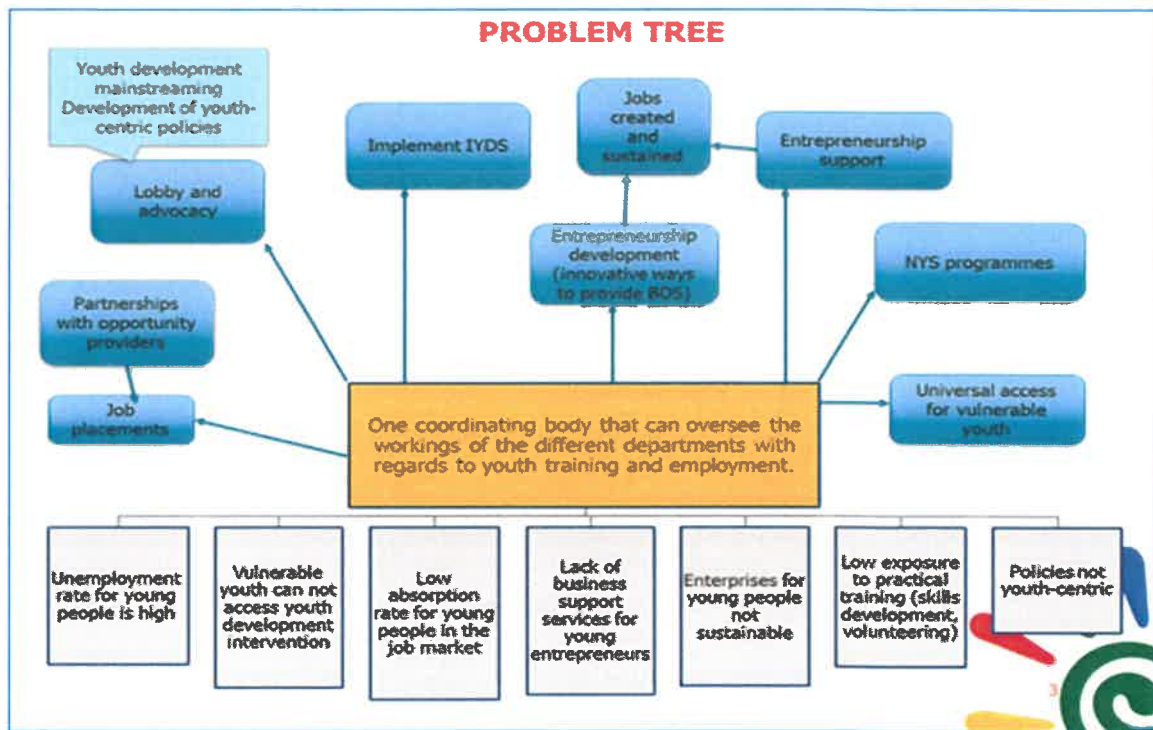 PROBLEM TREE
Youth development
mainstreaming
Development of youth-
centric policies
Lobby and
advocacy
Implement IYDS
Jobs
created
and
sustained
Entrepreneurship
support
Entrepreneurship
development
(innovative ways
to provide BDS)
NYS programmes
Partnerships
with opportunity
providers
Job
placements
Universal access
for vulnerable
youth
One coordinating body that can oversee the
workings of the different departments with
regards to youth training and employment.
Unemployment
rate for young
people is high
Vulnerable
youth can not
access youth
development
intervention
Low
absorption
rate for young
people in the
job market
Lack of
business
support
services for
young
entrepreneurs
Enterprises for
young people
not
sustainable
Low exposure
to practical
training (skills
development,
volunteering)
Policies not
youth-centric
3